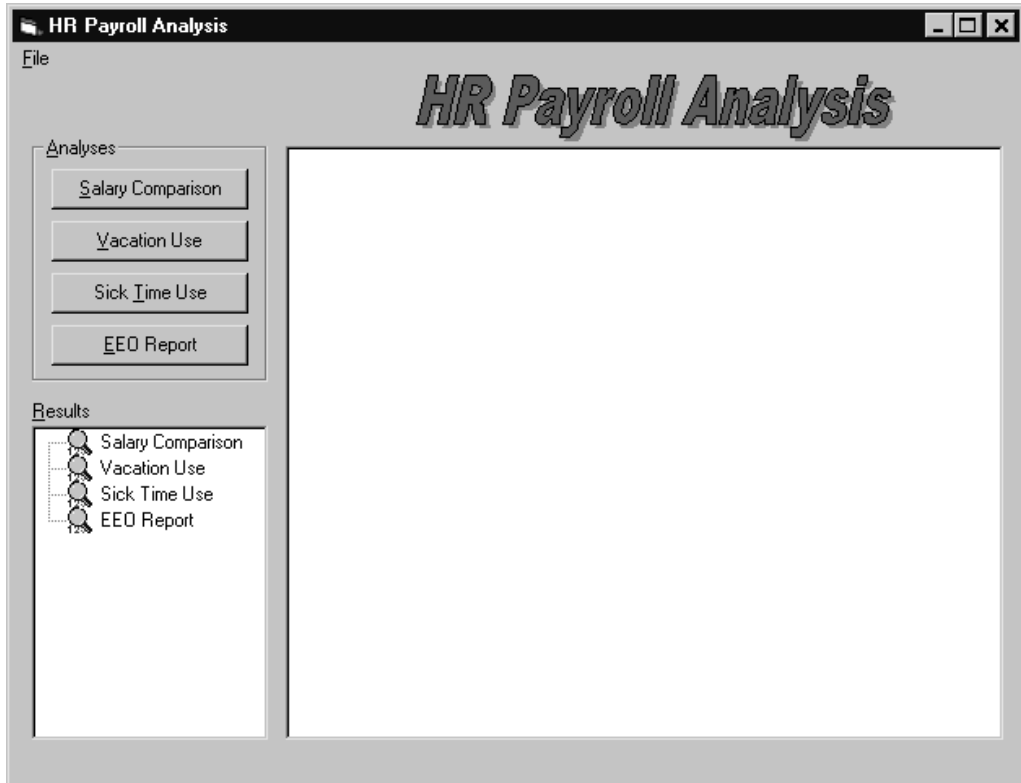 HR Payroll Analysis
File
HR Payroll Analysis
Analyses
Salary Comparison
Vacation Use
Sick Time Use
EEO Report
Results
Salary Comparison
Vacation Use
Sick Time Use
EEO Report